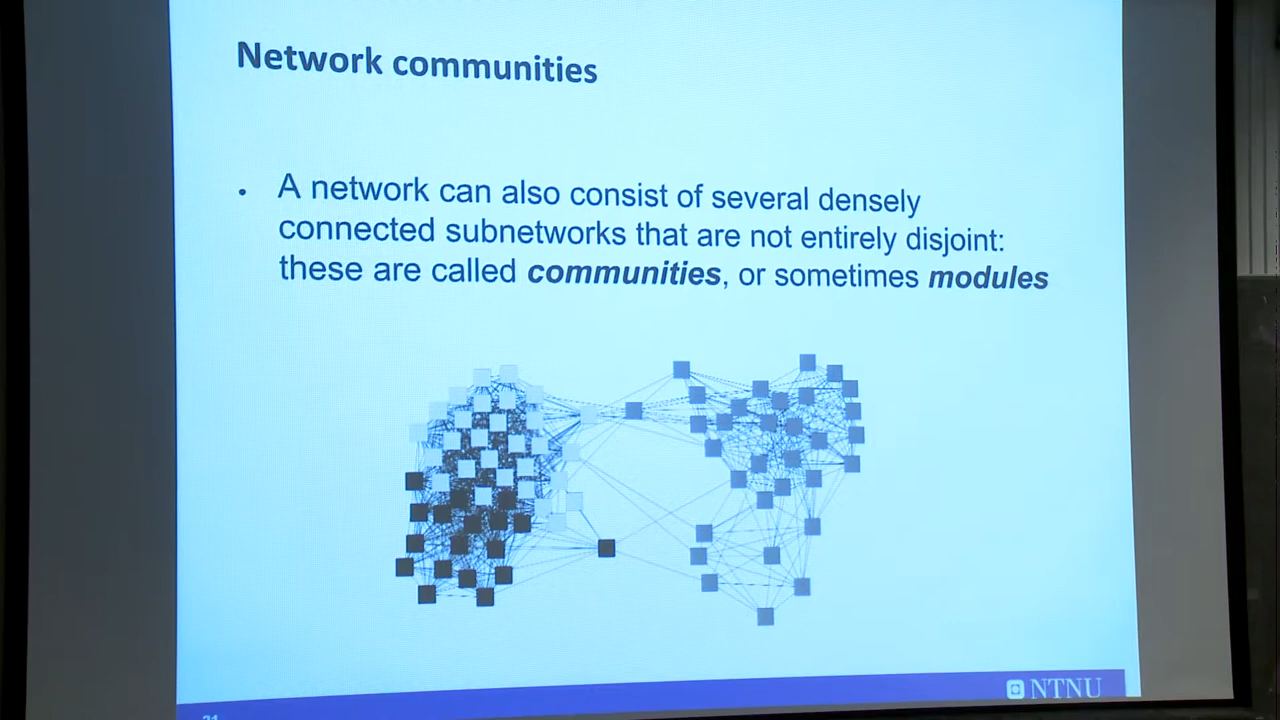 Network communities
• A network can also consist of several densely
connected subnetworks that are not entirely disjoint:
these are called communities, or sometimes modules
NTNU